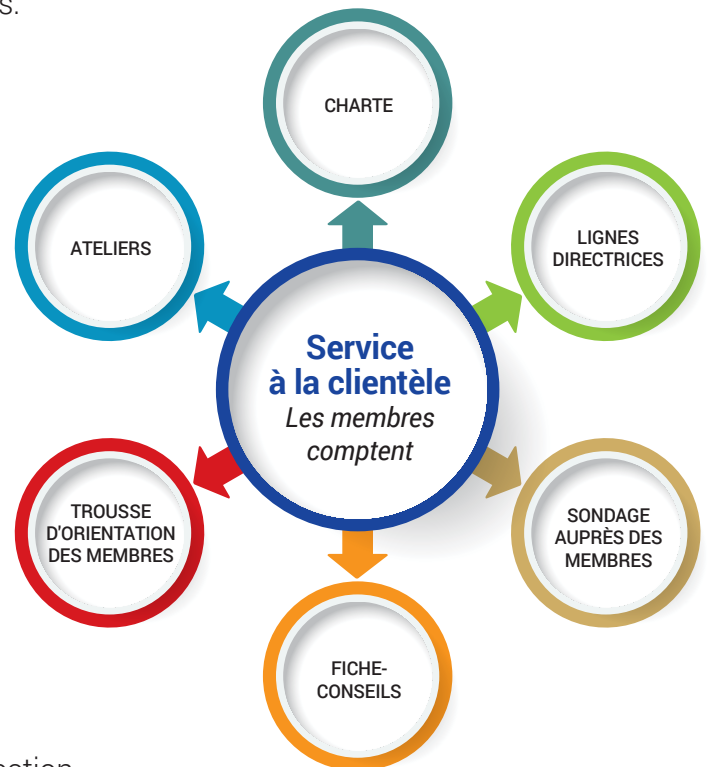 CHARTE
ATELIERS
LIGNES
DIRECTRICES
Service
à la clientèle
Les membres
comptent
TROUSSE
D'ORIENTATION
DES MEMBRES
SONDAGE
AUPRÈS DES
MEMBRES
FICHE-
CONSEILS